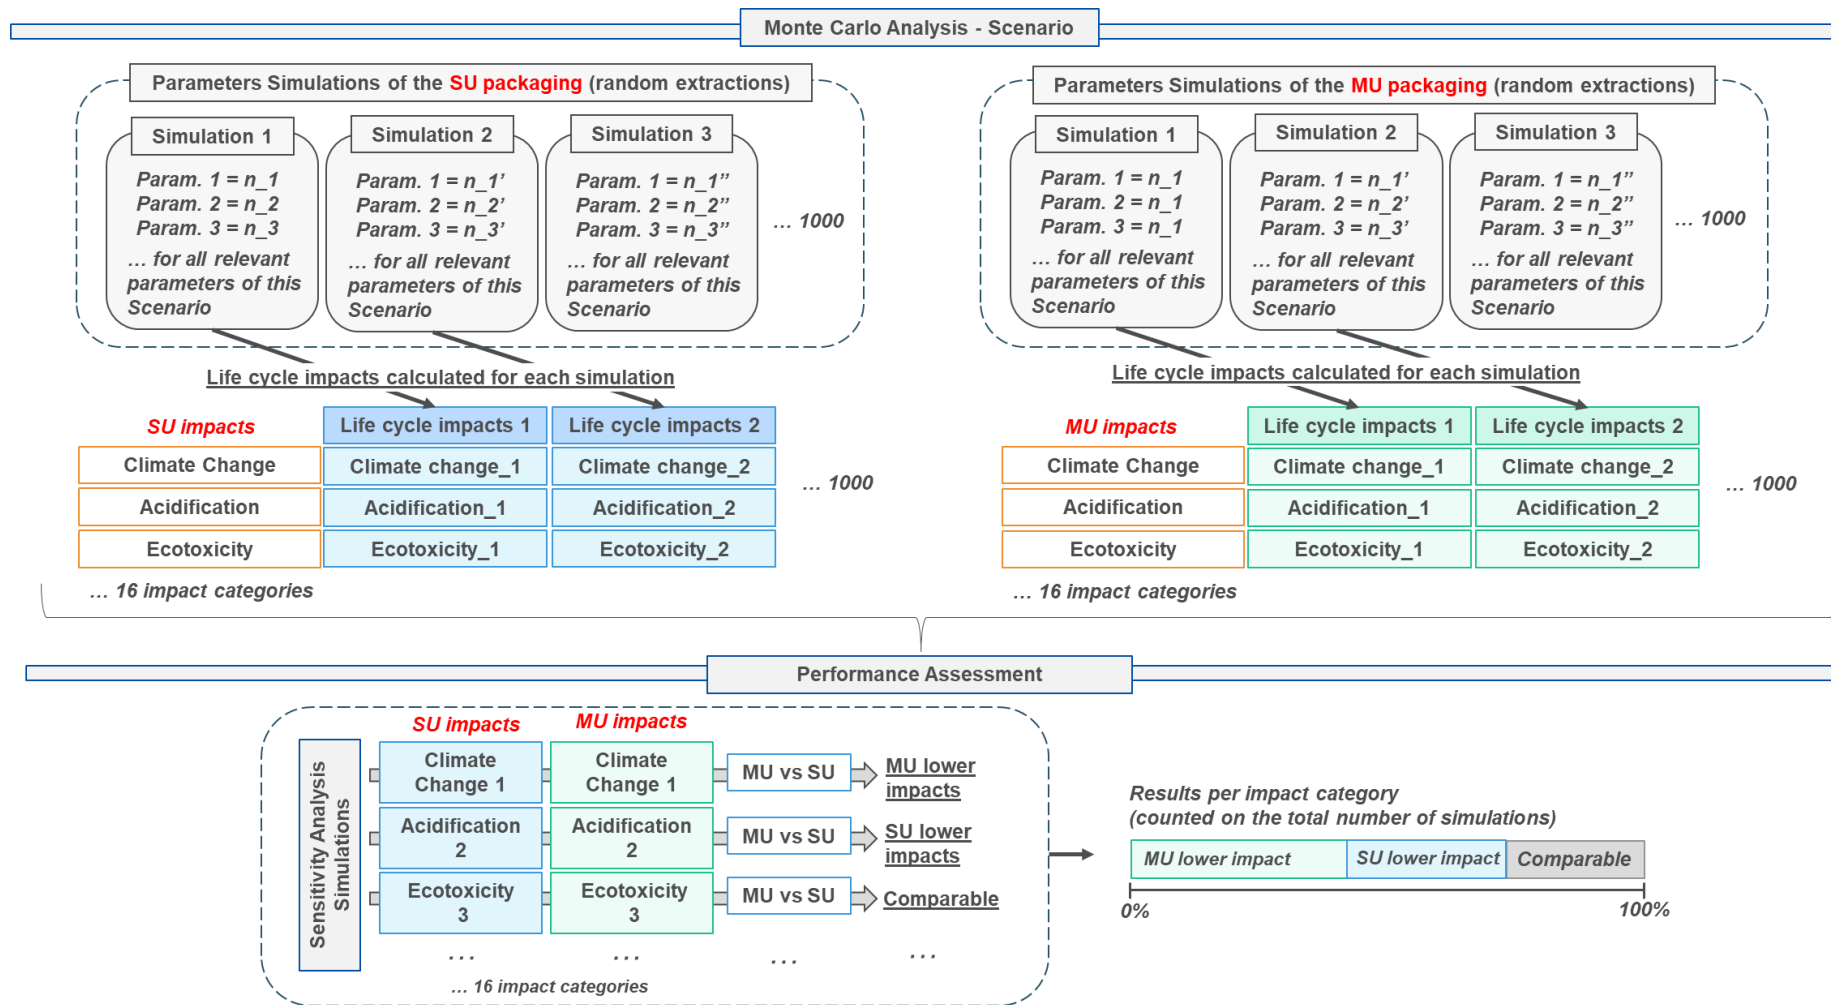 Monte Carlo Analysis - Scenario
Parameters Simulations of the SU packaging (random extractions)
Simulation 1
Param. 1 = n_1
Param. 2 = n_2
Param. 3 = n_3
... for all relevant
parameters of this
Scenario
Simulation 2
Param. 1 = n_1’
Param. 2 = n_2’
Param. 3 = n_3’
... for all relevant
parameters of this
Scenario
Simulation 3
Param. 1 = n_1”
Param. 2 = n_2”
Param. 3 = n_3”
... for all relevant
parameters of this
Scenario
... 1000
Parameters Simulations of the MU packaging (random extractions)
Simulation 1
Param. 1 = n_1
Param. 2 = n_1
Param. 3 = n_1
... for all relevant
parameters of this
Scenario
Simulation 2
Param. 1 = n_1’
Param. 2 = n_2’
Param. 3 = n_3’
... for all relevant
parameters of this
Scenario
Simulation 3
Param. 1 = n_1”
Param. 2 = n_2”
Param. 3 = n_3”
... for all relevant
parameters of this
Scenario
... 1000
Life cycle impacts calculated for each simulation
SU impacts
Life cycle impacts 1
Life cycle impacts 2
Climate Change
Climate change_1
Climate change_2
Acidification
Acidification_1
Acidification_2
Ecotoxicity
Ecotoxicity_1
Ecotoxicity_2
... 1000
... 16 impact categories
Life cycle impacts calculated for each simulation
MU impacts
Life cycle impacts 1
Life cycle impacts 2
Climate Change
Climate change_1
Climate change_2
Acidification
Acidification_1
Acidification_2
Ecotoxicity
Ecotoxicity_1
Ecotoxicity_2
... 1000
... 16 impact categories
Performance Assessment
Sensitivity Analysis
Simulations
SU impacts
MU impacts
Climate
Change 1
Climate
Change 1
MU vs SU
MU lower
impacts
Acidification
2
Acidification
2
MU vs SU
SU lower
impacts
Ecotoxicity
3
Ecotoxicity
3
MU vs SU
Comparable
...
...
...
...
... 16 impact categories
Results per impact category
(counted on the total number of simulations)
MU lower impact
SU lower impact
Comparable
0%
100%